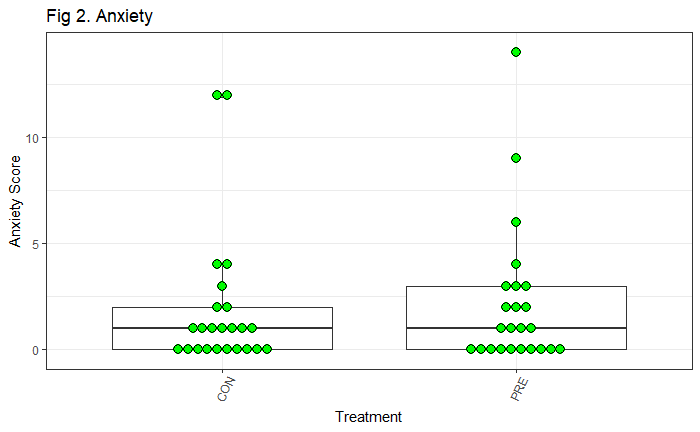 Fig 2. Anxiety
10
5
0
Anxiety Score
CON
PRE
Treatment